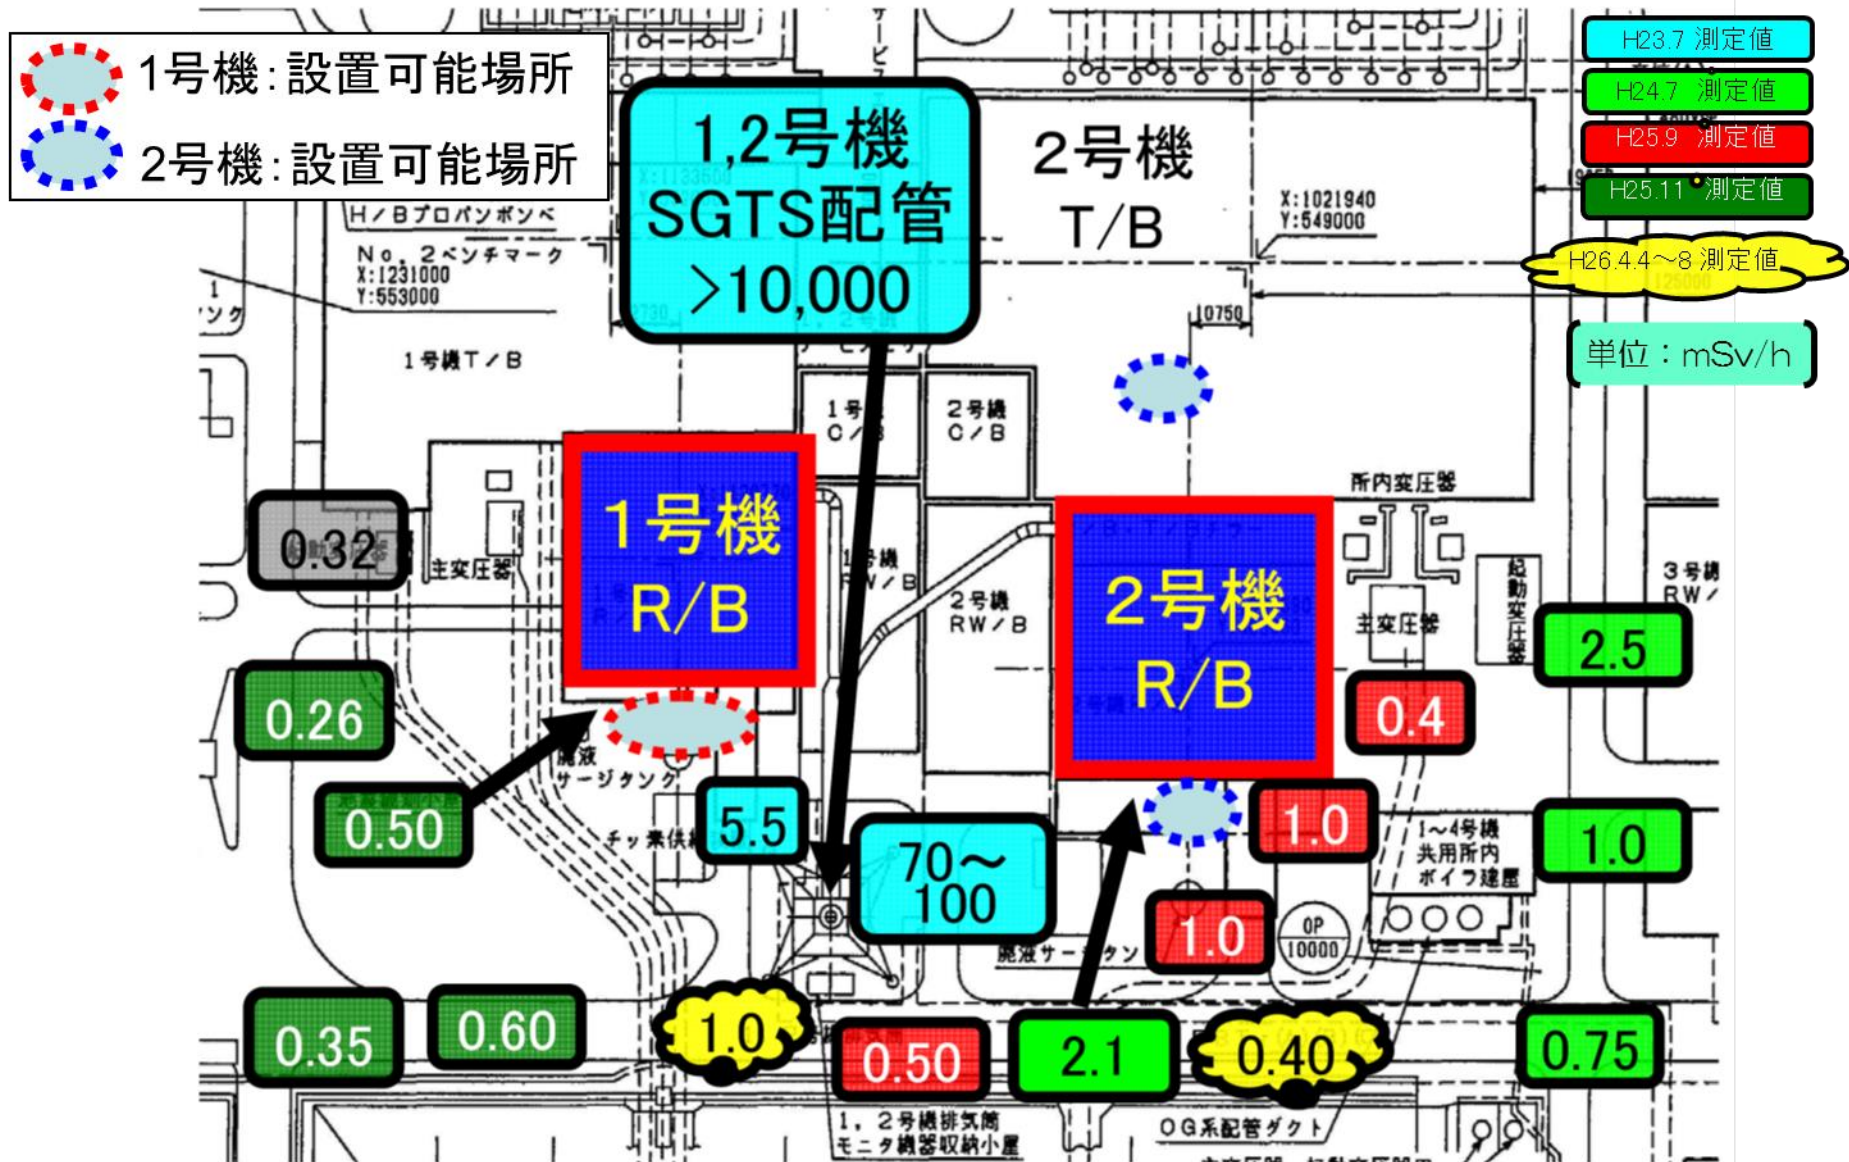 1号機:設置可能場所
2号機:設置可能場所
H23.7 測定値
H24.7 測定値
H25.9 測定値
H25.11 測定値
H26.4.4～8 測定値
単位：mSv/h
1,2号機
SGTS配管
>10,000
2号機
T/B
X:1021940
Y:549000
H/Bプロパンボンベ
No. 2ベンチマーク
X:1231000
Y:553000
10750
1号機T/B
1号
C/B
2号機
C/B
所内変圧器
1号機
R/B
0.32
主変圧器
2号機
RW/B
2号機
R/B
主変圧器
起動変圧器
3号機
RW/
2.5
0.26
0.4
廃液
サージタンク
0.50
5.5
チッ素供給
70～
100
1.0
1～4号機
共用所内
ボイラ建屋
1.0
1.0
OP
10000
廃液サージタン
0.35
0.60
1.0
0.50
2.1
0.40
0.75
1, 2号機排気筒
モニタ機器収納小屋
OG系配管ダクト